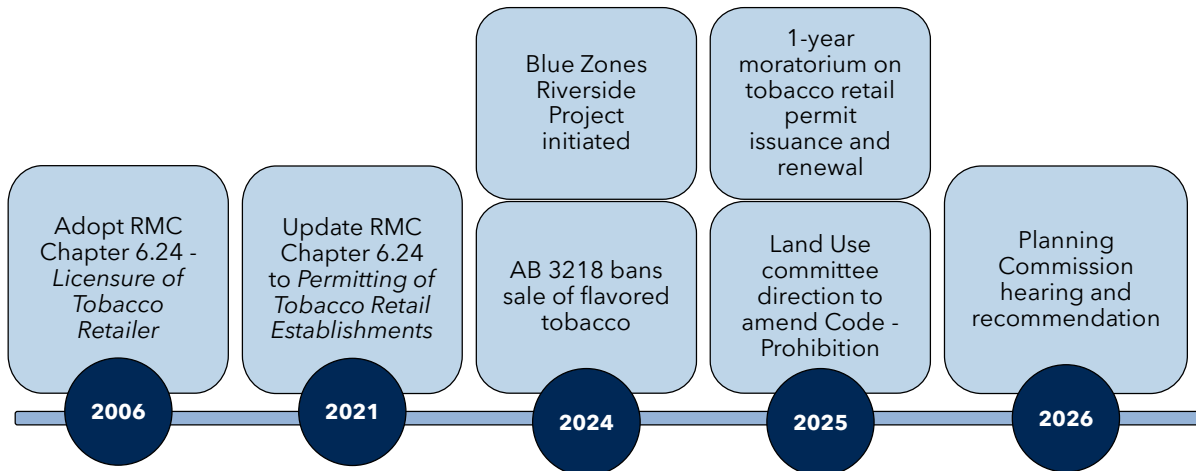 Adopt RMC
Chapter 6.24 -
Licensure of
Tobacco
Retailer
2006
Update RMC
Chapter 6.24
to Permitting of
Tobacco Retail
Establishments
2021
Blue Zones
Riverside
Project
initiated
AB 3218 bans
sale of flavored
tobacco
2024
1-year
moratorium on
tobacco retail
permit
issuance and
renewal
Land Use
committee
direction to
amend Code -
Prohibition
2025
Planning
Commission
hearing and
recommendation
2026